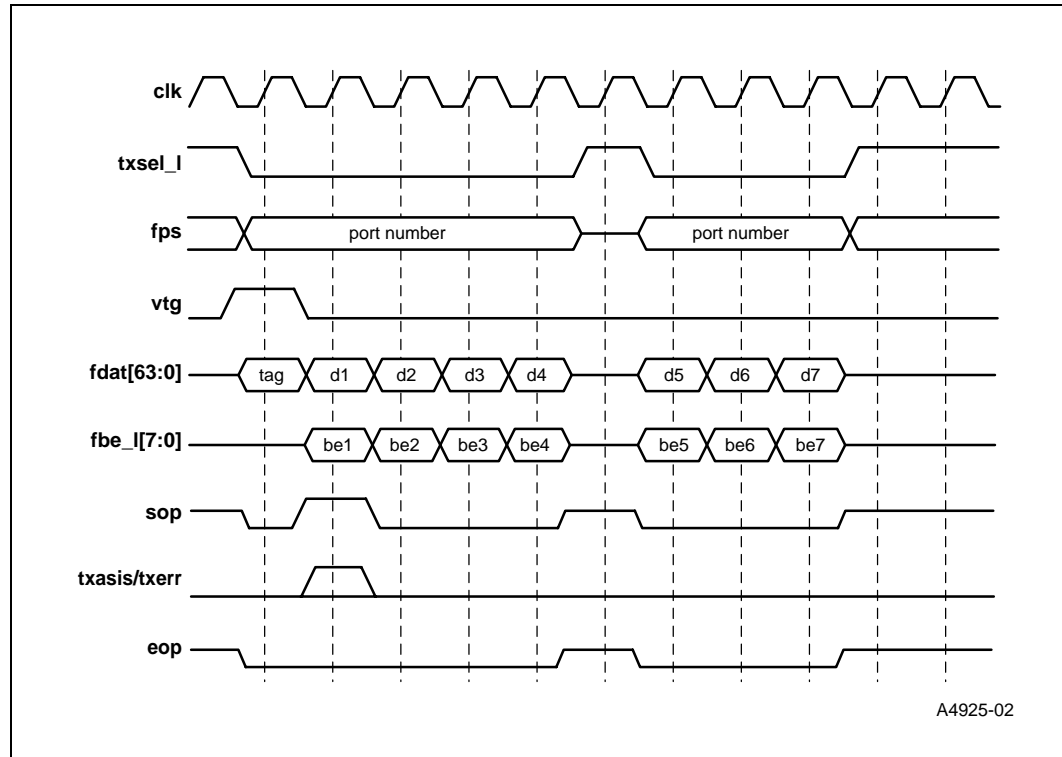 clk
txsel_l
fps port number port number
vtg
fdat[63:0] tag d1 d2 d3 d4 d5 d6 d7
fbe_l[7:0] be1 be2 be3 be4 be5 be6 be7
sop
txasis/txerr
eop
A4925-02